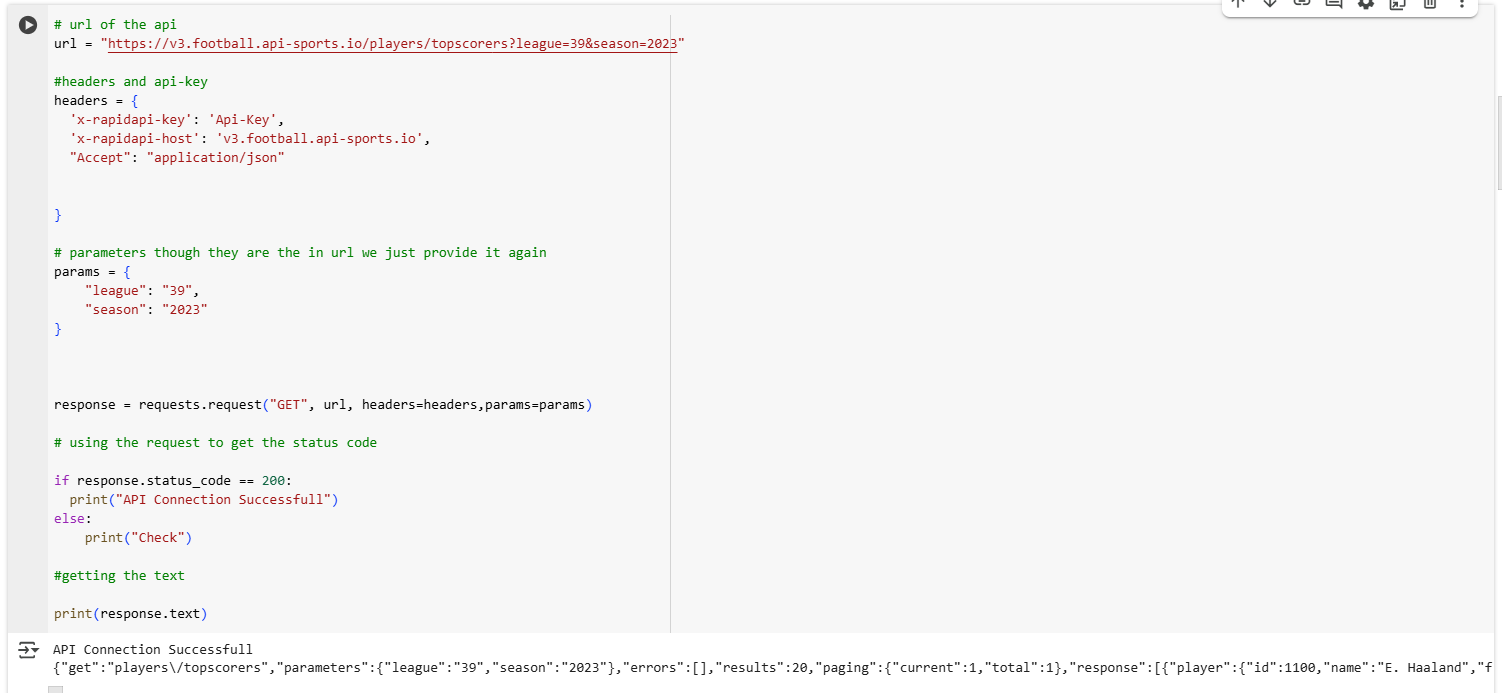 # url of the api
url = "https://v3.football.api-sports.io/players/topscorers?league=39&season=2023"
#headers and api-key
headers = {
'x-rapidapi-key': 'Api-Key',
'x-rapidapi-host': 'v3.football.api-sports.io',
"Accept": "application/json"
}
# parameters though they are the in url we just provide it again
params = {
"league": "39",
"season": "2023"
}
response = requests.request("GET", url, headers=headers,params=params)
# using the request to get the status code
if response.status_code == 200:
print("API Connection Successfull")
else:
print("Check")
#getting the text
print(response.text)
API Connection Successfull
{"get":"players\/topscorers","parameters":{"league":"39","season":"2023"},"errors":[],"results":20,"paging":{"current":1,"total":1},"response":[{"player":{"id":1100,"name":"E. Haaland","f